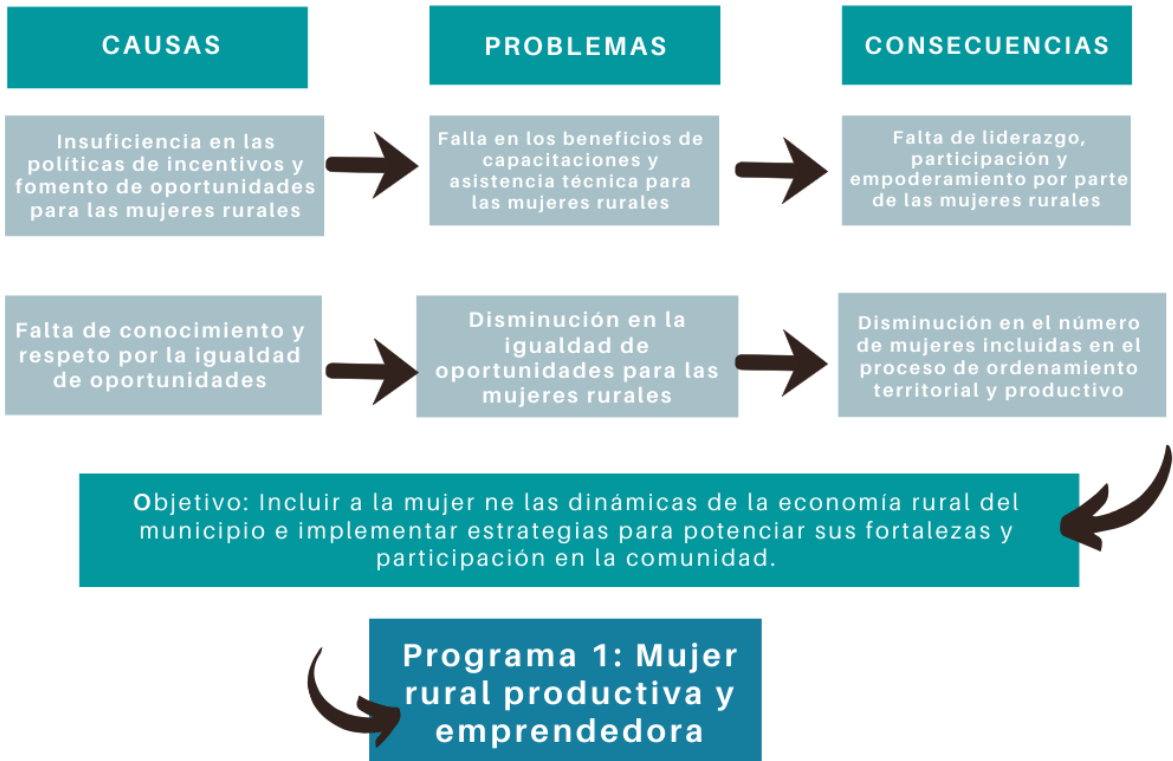 CAUSAS
PROBLEMAS
CONSECUENCIAS
Insuficiencia en las
políticas de incentivos y
fomento de oportunidades
para las mujeres rurales
Falla en los beneficios de
capacitaciones y
asistencia técnica para
las mujeres rurales
Falta de liderazgo,
participación y
empoderamiento por parte
de las mujeres rurales
Falta de conocimiento y
respeto por la igualdad
de oportunidades
Disminución en la
igualdad de
oportunidades para las
mujeres rurales
Disminución en el número
de mujeres incluidas en el
proceso de ordenamiento
territorial y productivo
Objetivo: Incluir a la mujer ne las dinámicas de la economía rural del
municipio e implementar estrategias para potenciar sus fortalezas y
participación en la comunidad.
Programa 1: Mujer
rural productiva y
emprendedora